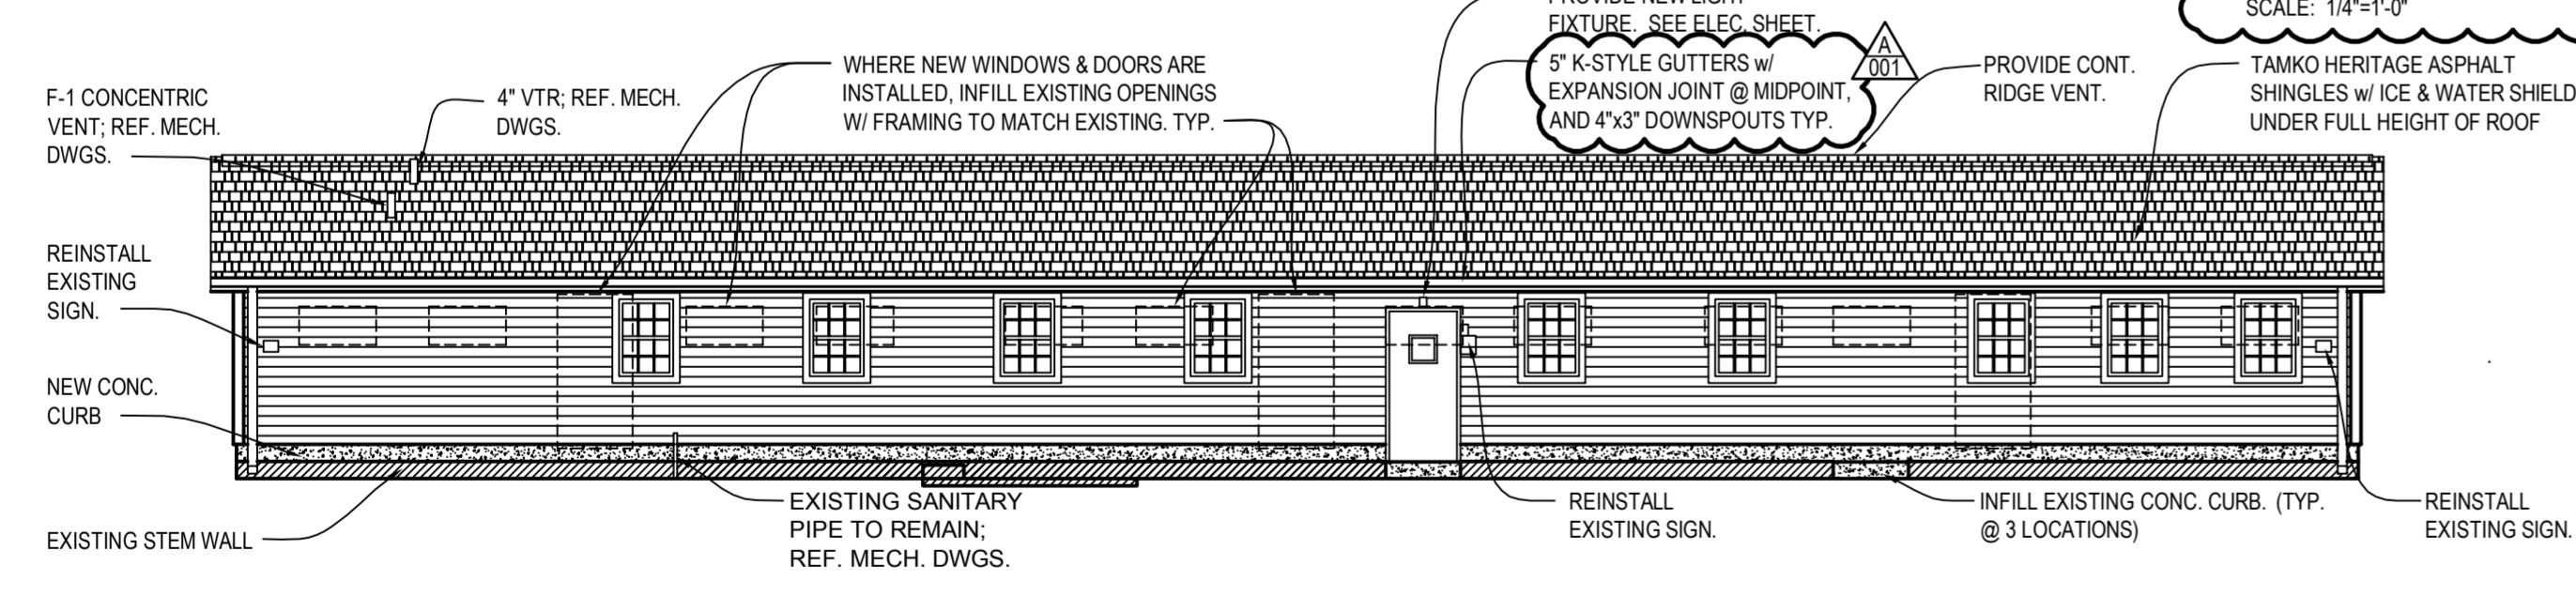 PROVIDE NEW LIGHT
FIXTURE. SEE ELEC. SHEET.
SCALE: 1/4"=1'-0"
WHERE NEW WINDOWS & DOORS ARE
INSTALLED, INFILL EXISTING OPENINGS
W/ FRAMING TO MATCH EXISTING. TYP.
5" K-STYLE GUTTERS w/
EXPANSION JOINT @ MIDPOINT,
AND 4"x3" DOWNSPOUTS TYP.
A
001
PROVIDE CONT.
RIDGE VENT.
TAMKO HERITAGE ASPHALT
SHINGLES w/ ICE & WATER SHIELD
UNDER FULL HEIGHT OF ROOF
F-1 CONCENTRIC
VENT; REF. MECH.
DWGS.
4" VTR; REF. MECH.
DWGS.
REINSTALL
EXISTING
SIGN.
NEW CONC.
CURB
EXISTING STEM WALL
EXISTING SANITARY
PIPE TO REMAIN;
REF. MECH. DWGS.
REINSTALL
EXISTING SIGN.
INFILL EXISTING CONC. CURB. (TYP.
@ 3 LOCATIONS)
REINSTALL
EXISTING SIGN.